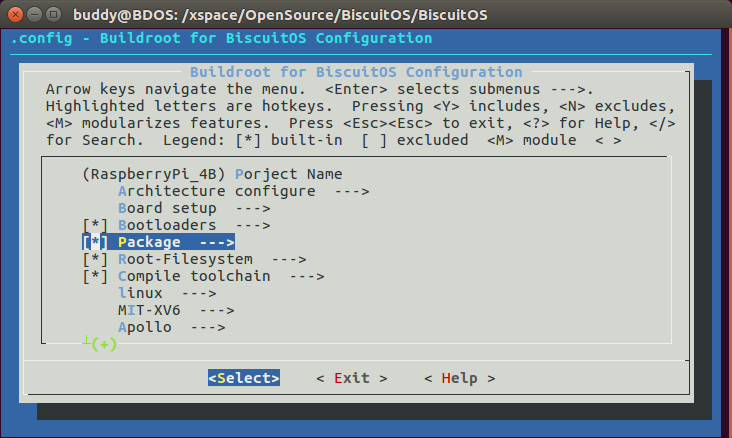 buddy@BDOS: /xspace/OpenSource/BiscuitOS/BiscuitOS
.config - Buildroot for BiscuitOS Configuration
Buildroot for BiscuitOS Configuration
Arrow keys navigate the menu.  <Enter> selects submenus --->.
Highlighted letters are hotkeys.  Pressing <Y> includes, <N> excludes,
<M> modularizes features.  Press <Esc><Esc> to exit, <?> for Help, </>
for Search.  Legend: [*] built-in  [ ] excluded  <M> module  < >
(RaspberryPi_4B) Porject Name
Architecture configure  --->
Board setup  --->
[*] Bootloaders  --->
[*] Package  --->
[*] Root-Filesystem  --->
[*] Compile toolchain  --->
linux  --->
MIT-XV6  --->
Apollo  --->
(+)
<Select>    < Exit >    < Help >